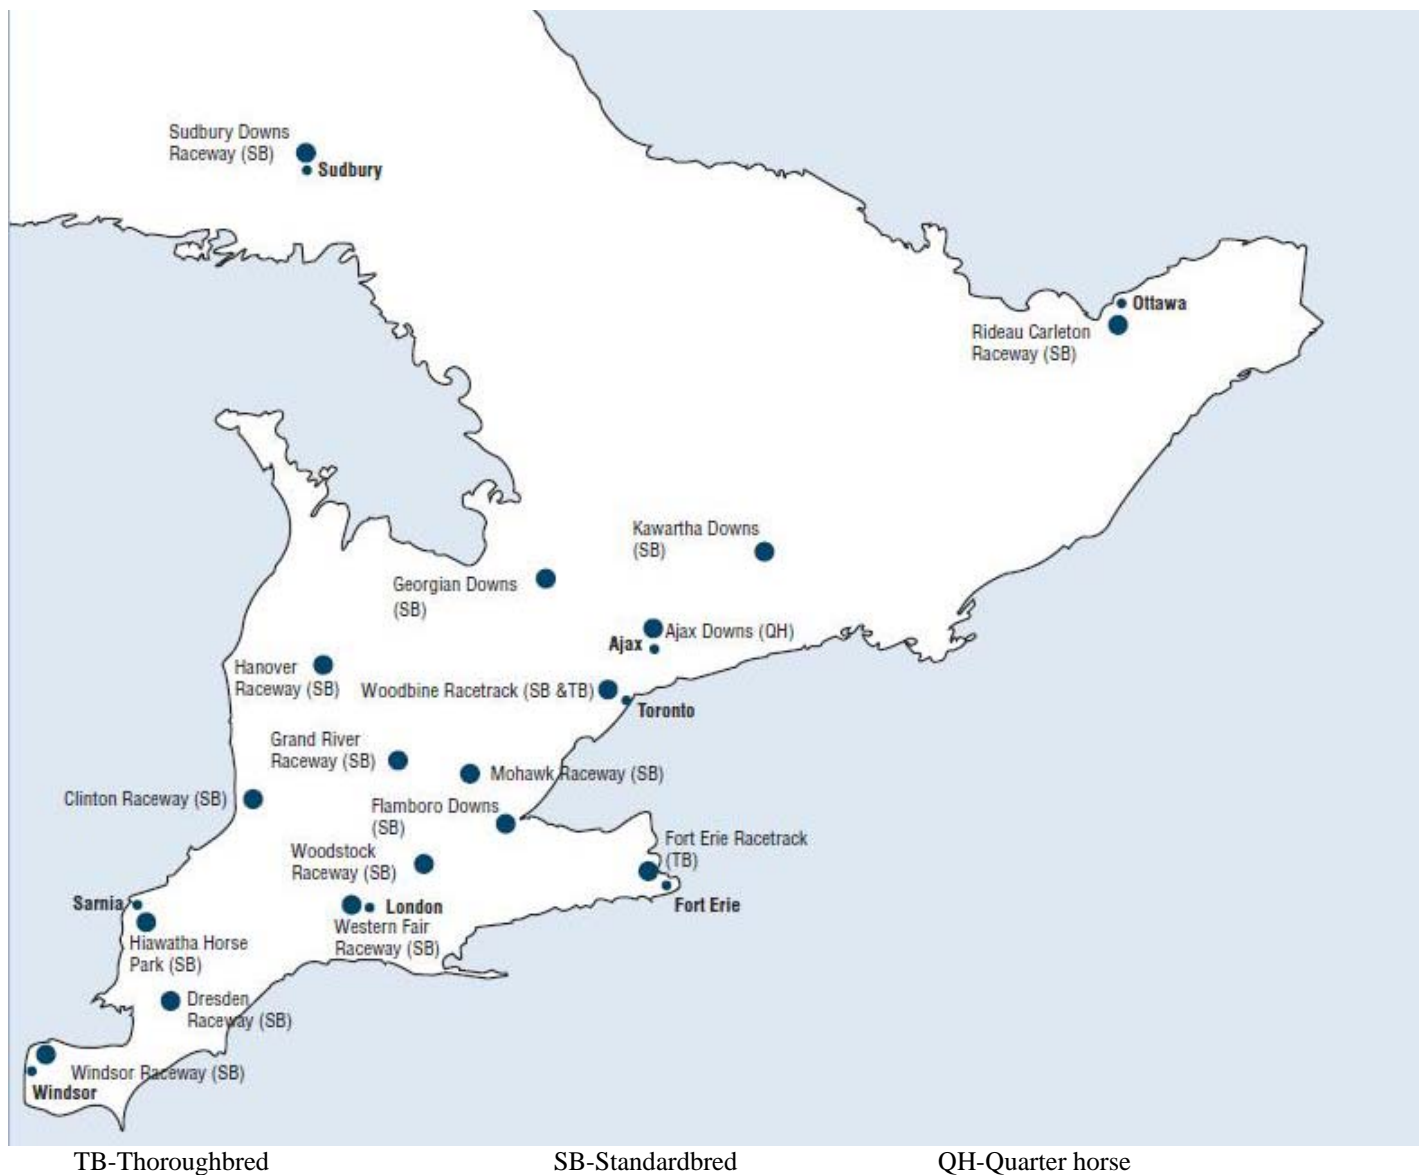 Sudbury Downs
Raceway (SB)
Sudbury
Ottawa
Rideau Carleton
Raceway (SB)
Kawartha Downs
(SB)
Georgian Downs
(SB)
Ajax Downs (QH)
Ajax
Hanover
Raceway (SB)
Woodbine Racetrack (SB &TB)
Toronto
Grand River
Raceway (SB)
Mohawk Raceway (SB)
Clinton Raceway (SB)
Flamboro Downs
(SB)
Fort Erie Racetrack
(TB)
Woodstock
Raceway (SB)
Sarnia
London
Fort Erie
Western Fair
Raceway (SB)
Hiawatha Horse
Park (SB)
Dresden
Raceway (SB)
Windsor Raceway (SB)
Windsor
TB-Thoroughbred SB-Standardbred QH-Quarter horse